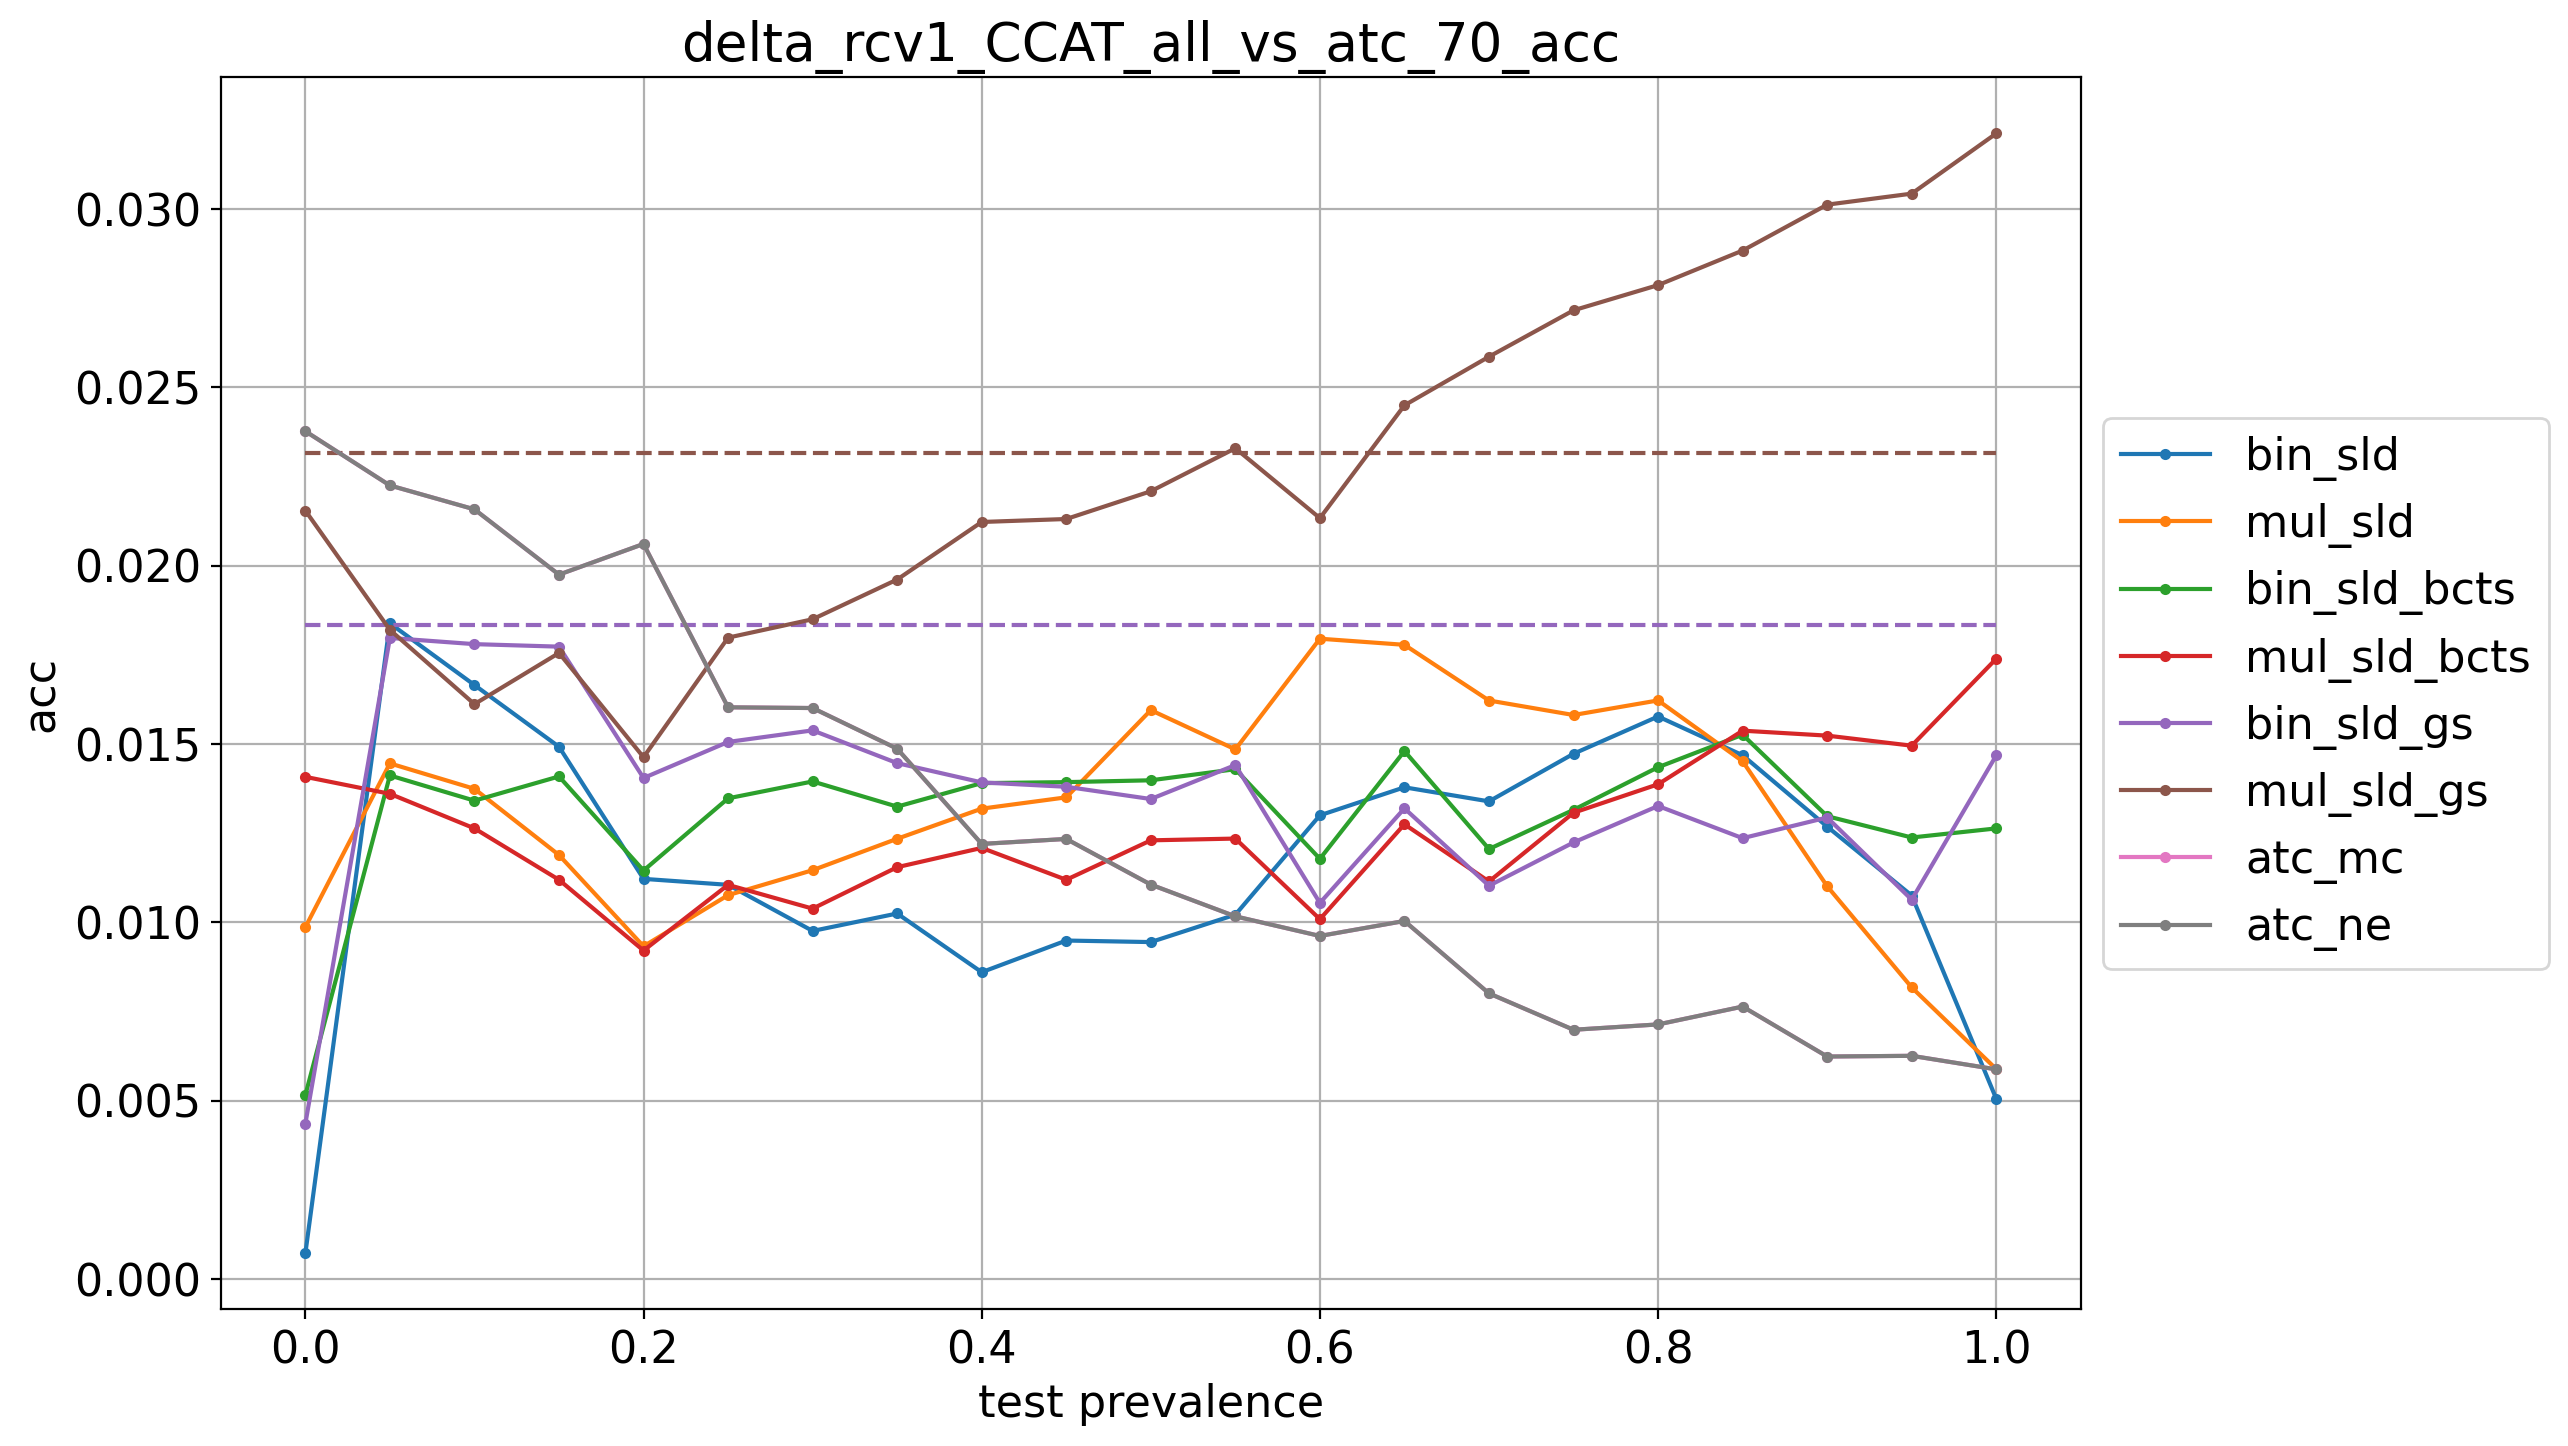 delta_rcv1_CCAT_all_vs_atc_70_acc
0.030
0.025
0.020
0.015
0.010
0.005
0.000
acc
0.0 0.2 0.4 0.6 0.8 1.0
test prevalence
bin_sld
mul_sld
bin_sld_bcts
mul_sld_bcts
bin_sld_gs
mul_sld_gs
atc_mc
atc_ne